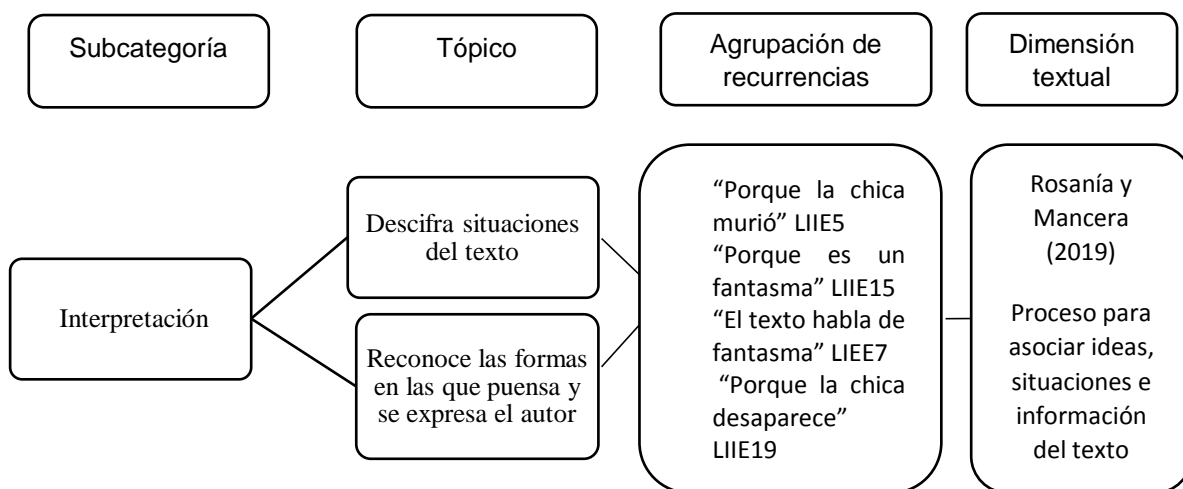 Subcategoría
Tópico
Agrupación de
recurrencias
Dimensión
textual
Interpretación
Descifra situaciones
del texto
Reconoce las formas
en las que puensa y
se expresa el autor
“Porque la chica
murió” LIIE5
“Porque es un
fantasma” LIIE15
“El texto habla de
fantasma” LIEE7
“Porque la chica
desaparece”
LIIE19
Rosanía y
Mancera
(2019)
Proceso para
asociar ideas,
situaciones e
información
del texto